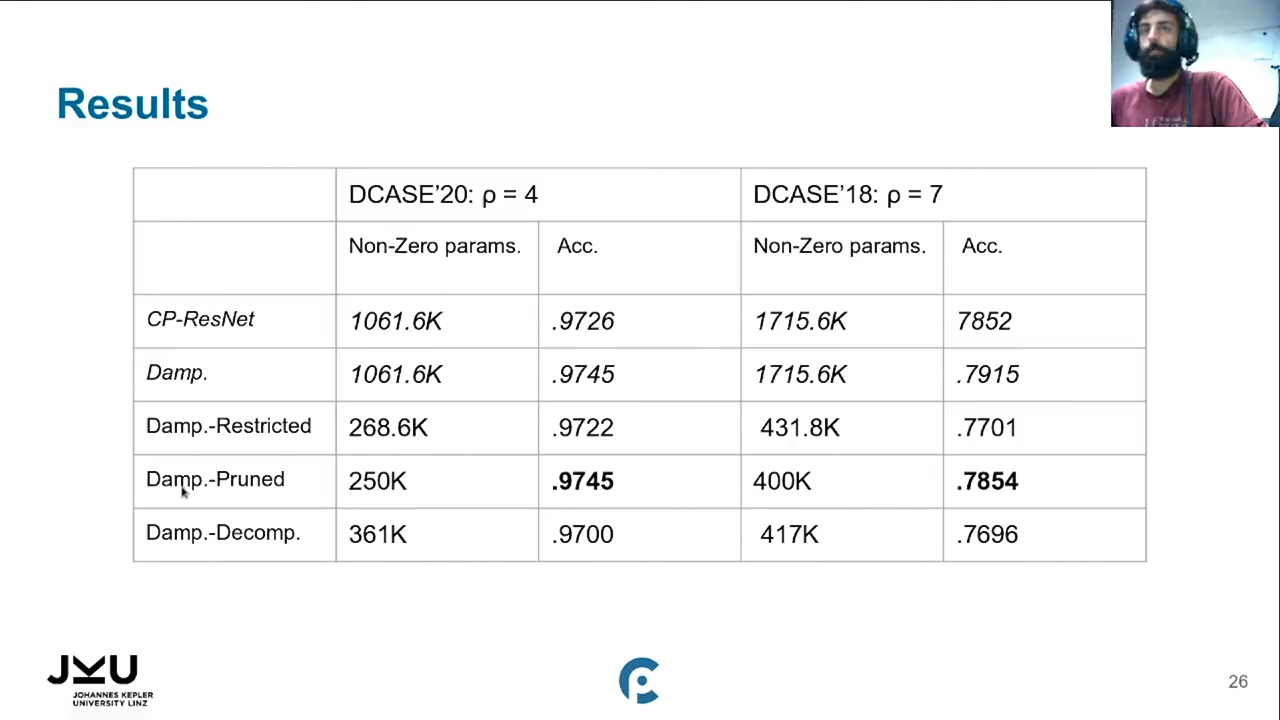 Results
DCASE’20: ρ = 4 DCASE’18: ρ = 7
Non-Zero params. Acc. Non-Zero params. Acc.
CP-ResNet 1061.6K .9726 1715.6K 7852
Damp. 1061.6K .9745 1715.6K .7915
Damp.-Restricted 268.6K .9722 431.8K .7701
Damp.-Pruned 250K .9745 400K .7854
Damp.-Decomp. 361K .9700 417K .7696
JKU
JOHANNES KEPLER
UNIVERSITY LINZ
26